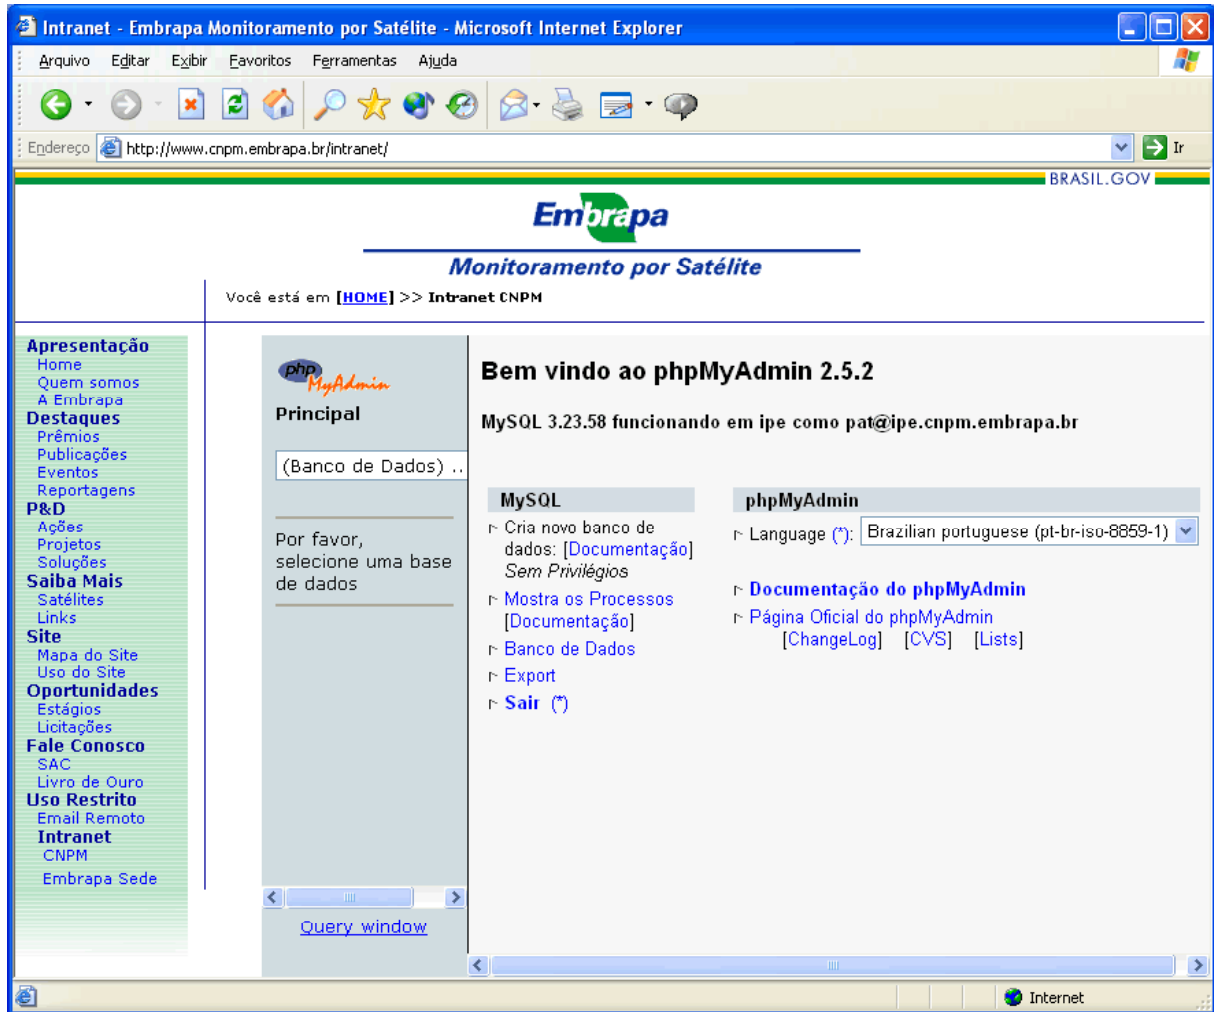 Intranet - Embrapa Monitoramento por Satélite - Microsoft Internet Explorer
Arquivo Editar Exibir Favoritos Ferramentas Ajuda
Endereço http://www.cnpm.embrapa.br/intranet/ Ir
BRASIL.GOV
Embrapa
Monitoramento por Satélite
Você está em [HOME] >> Intranet CNPM
Apresentação
Home
Quem somos
A Embrapa
Destaques
Prêmios
Publicações
Eventos
Reportagens
P&D
Ações
Projetos
Soluções
Saiba Mais
Satélites
Links
Site
Mapa do Site
Uso do Site
Oportunidades
Estágios
Licitações
Fale Conosco
SAC
Livro de Ouro
Uso Restrito
Email Remoto
Intranet
CNPM
Embrapa Sede
php
MyAdmin
Principal
(Banco de Dados) ..
Por favor,
selecione uma base
de dados
Query window
Bem vindo ao phpMyAdmin 2.5.2
MySQL 3.23.58 funcionando em ipe como pat@ipe.cnpm.embrapa.br
MySQL
Cria novo banco de
dados: [Documentação]
Sem Privilégios
Mostra os Processos
[Documentação]
Banco de Dados
Export
Sair (*)
phpMyAdmin
Language (*): Brazilian portuguese (pt-br-iso-8859-1)
Documentação do phpMyAdmin
Página Oficial do phpMyAdmin
[ChangeLog] [CVS] [Lists]
Internet